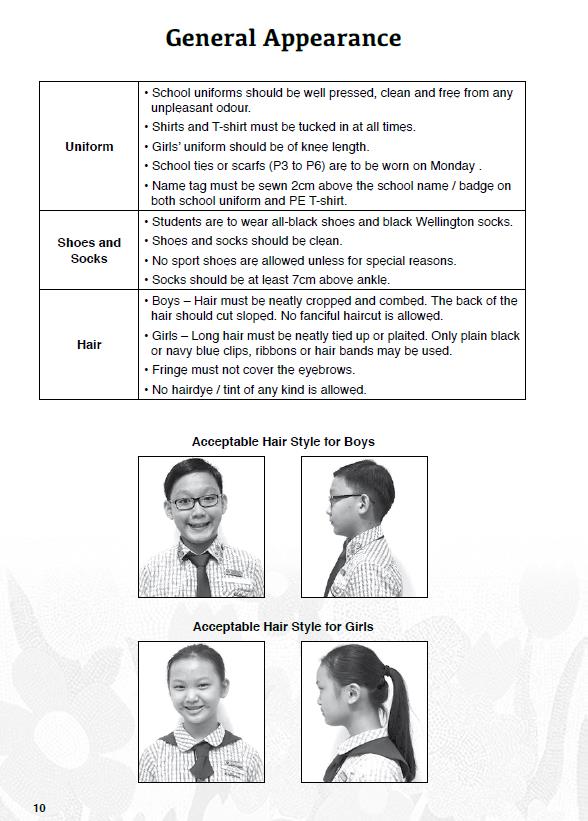 General Appearance
Uniform
• School uniforms should be well pressed, clean and free from any
unpleasant odour.
• Shirts and T-shirt must be tucked in at all times.
• Girls' uniform should be of knee length.
• School ties or scarfs (P3 to P6) are to be worn on Monday .
• Name tag must be sewn 2cm above the school name / badge on
both school uniform and PE T-shirt.
Shoes and
Socks
• Students are to wear all-black shoes and black Wellington socks.
• Shoes and socks should be clean.
• No sport shoes are allowed unless for special reasons.
• Socks should be at least 7cm above ankle.
Hair
• Boys – Hair must be neatly cropped and combed. The back of the
hair should cut sloped. No fanciful haircut is allowed.
• Girls – Long hair must be neatly tied up or plaited. Only plain black
or navy blue clips, ribbons or hair bands may be used.
• Fringe must not cover the eyebrows.
• No hairdye / tint of any kind is allowed.
Acceptable Hair Style for Boys
Acceptable Hair Style for Girls
10